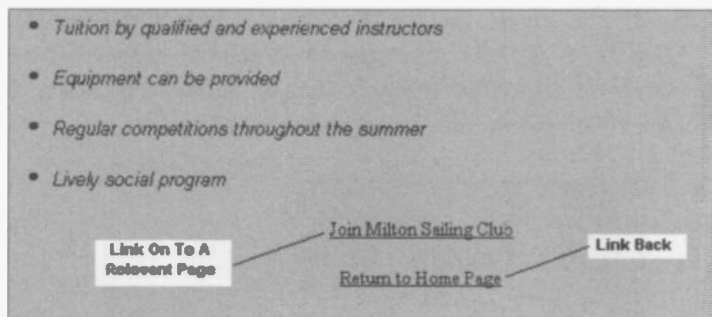 • Tuition by qualified and experienced instructors
• Equipment can be provided
• Regular competitions throughout the summer
• Lively social program
Join Milton Sailing Club
Link On To A
Relevant Page
Link Back
Return to Home Page